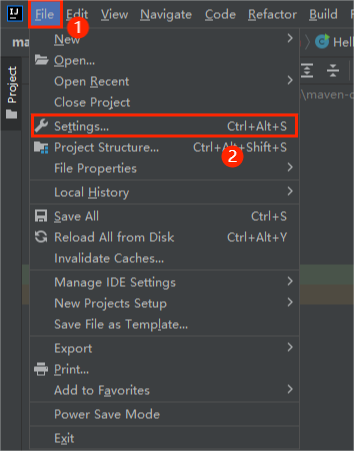 IJ File Edit View Navigate Code Refactor Build
1
ma
Hell
New
Open...
Open Recent
\maven-d
Close Project
Project
Settings... Ctrl+Alt+S
2
Project Structure... Ctrl+Alt+Shift+S
File Properties
Local History
Save All Ctrl+S
Reload All from Disk Ctrl+Alt+Y
Invalidate Caches...
Manage IDE Settings
New Projects Setup
Save File as Template...
Export
Print...
Add to Favorites
Power Save Mode
Exit